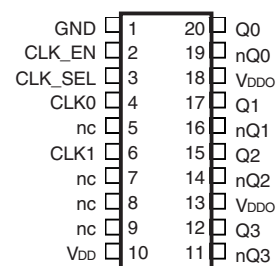 GND 1 20 Q0
CLK_EN 2 19 nQ0
CLK_SEL 3 18 VDDO
CLK0 4 17 Q1
nc 5 16 nQ1
CLK1 6 15 Q2
nc 7 14 nQ2
nc 8 13 VDDO
nc 9 12 Q3
VDD 10 11 nQ3